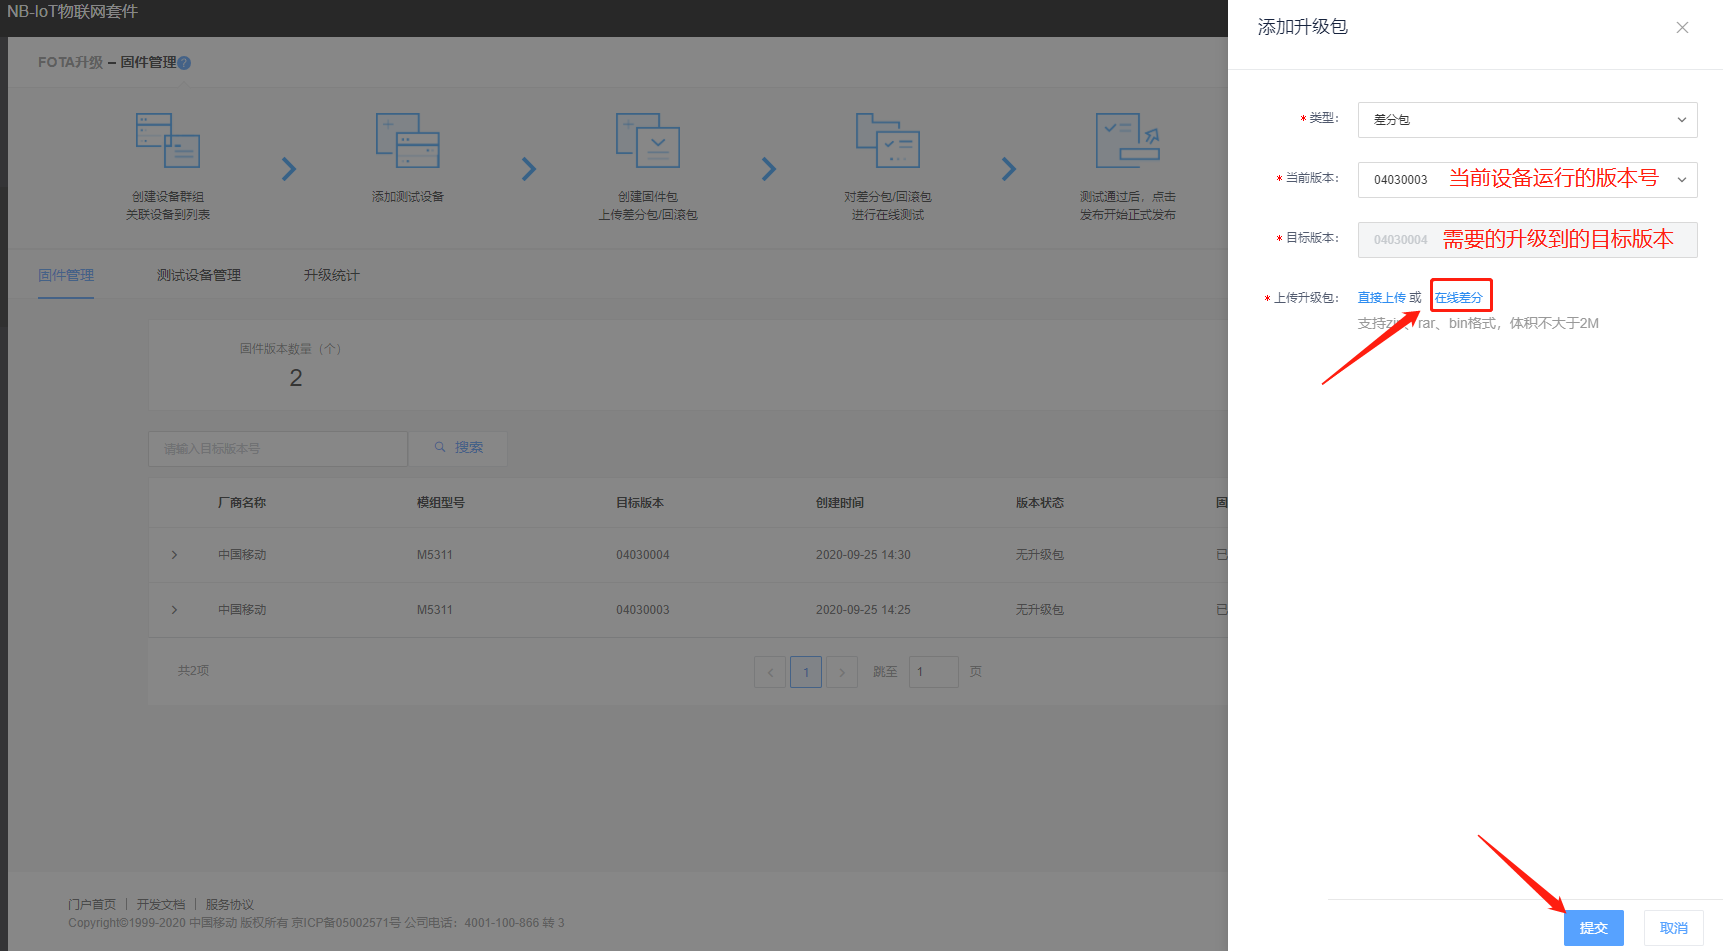 NB-IoT物联网套件
FOTA升级 – 固件管理 ?
创建设备群组
关联设备到列表
添加测试设备
创建固件包
上传差分包/回滚包
对差分包/回滚包
进行在线测试
测试通过后，点击
发布开始正式发布
固件管理 测试设备管理 升级统计
固件版本数量（个）
2
请输入目标版本号 搜索
厂商名称 模组型号 目标版本 创建时间 版本状态 固
中国移动 M5311 04030004 2020-09-25 14:30 无升级包 已
中国移动 M5311 04030003 2020-09-25 14:25 无升级包 已
共2项 1 跳至 1 页
门户首页 | 开发文档 | 服务协议
Copyright©1999-2020 中国移动 版权所有 京ICP备05002571号 公司电话：4001-100-866 转 3
添加升级包
* 类型： 差分包
* 当前版本： 04030003 当前设备运行的版本号
* 目标版本： 04030004 需要的升级到的目标版本
* 上传升级包： 直接上传 或 在线差分
支持zip、rar、bin格式，体积不大于2M
提交 取消